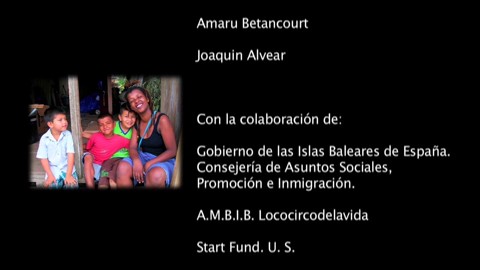 Amaru Betancourt
Joaquin Alvear
Con la colaboración de:
Gobierno de las Islas Baleares de España.
Consejería de Asuntos Sociales,
Promoción e Inmigración.
A.M.B.I.B. Lococircodelavida
Start Fund. U. S.